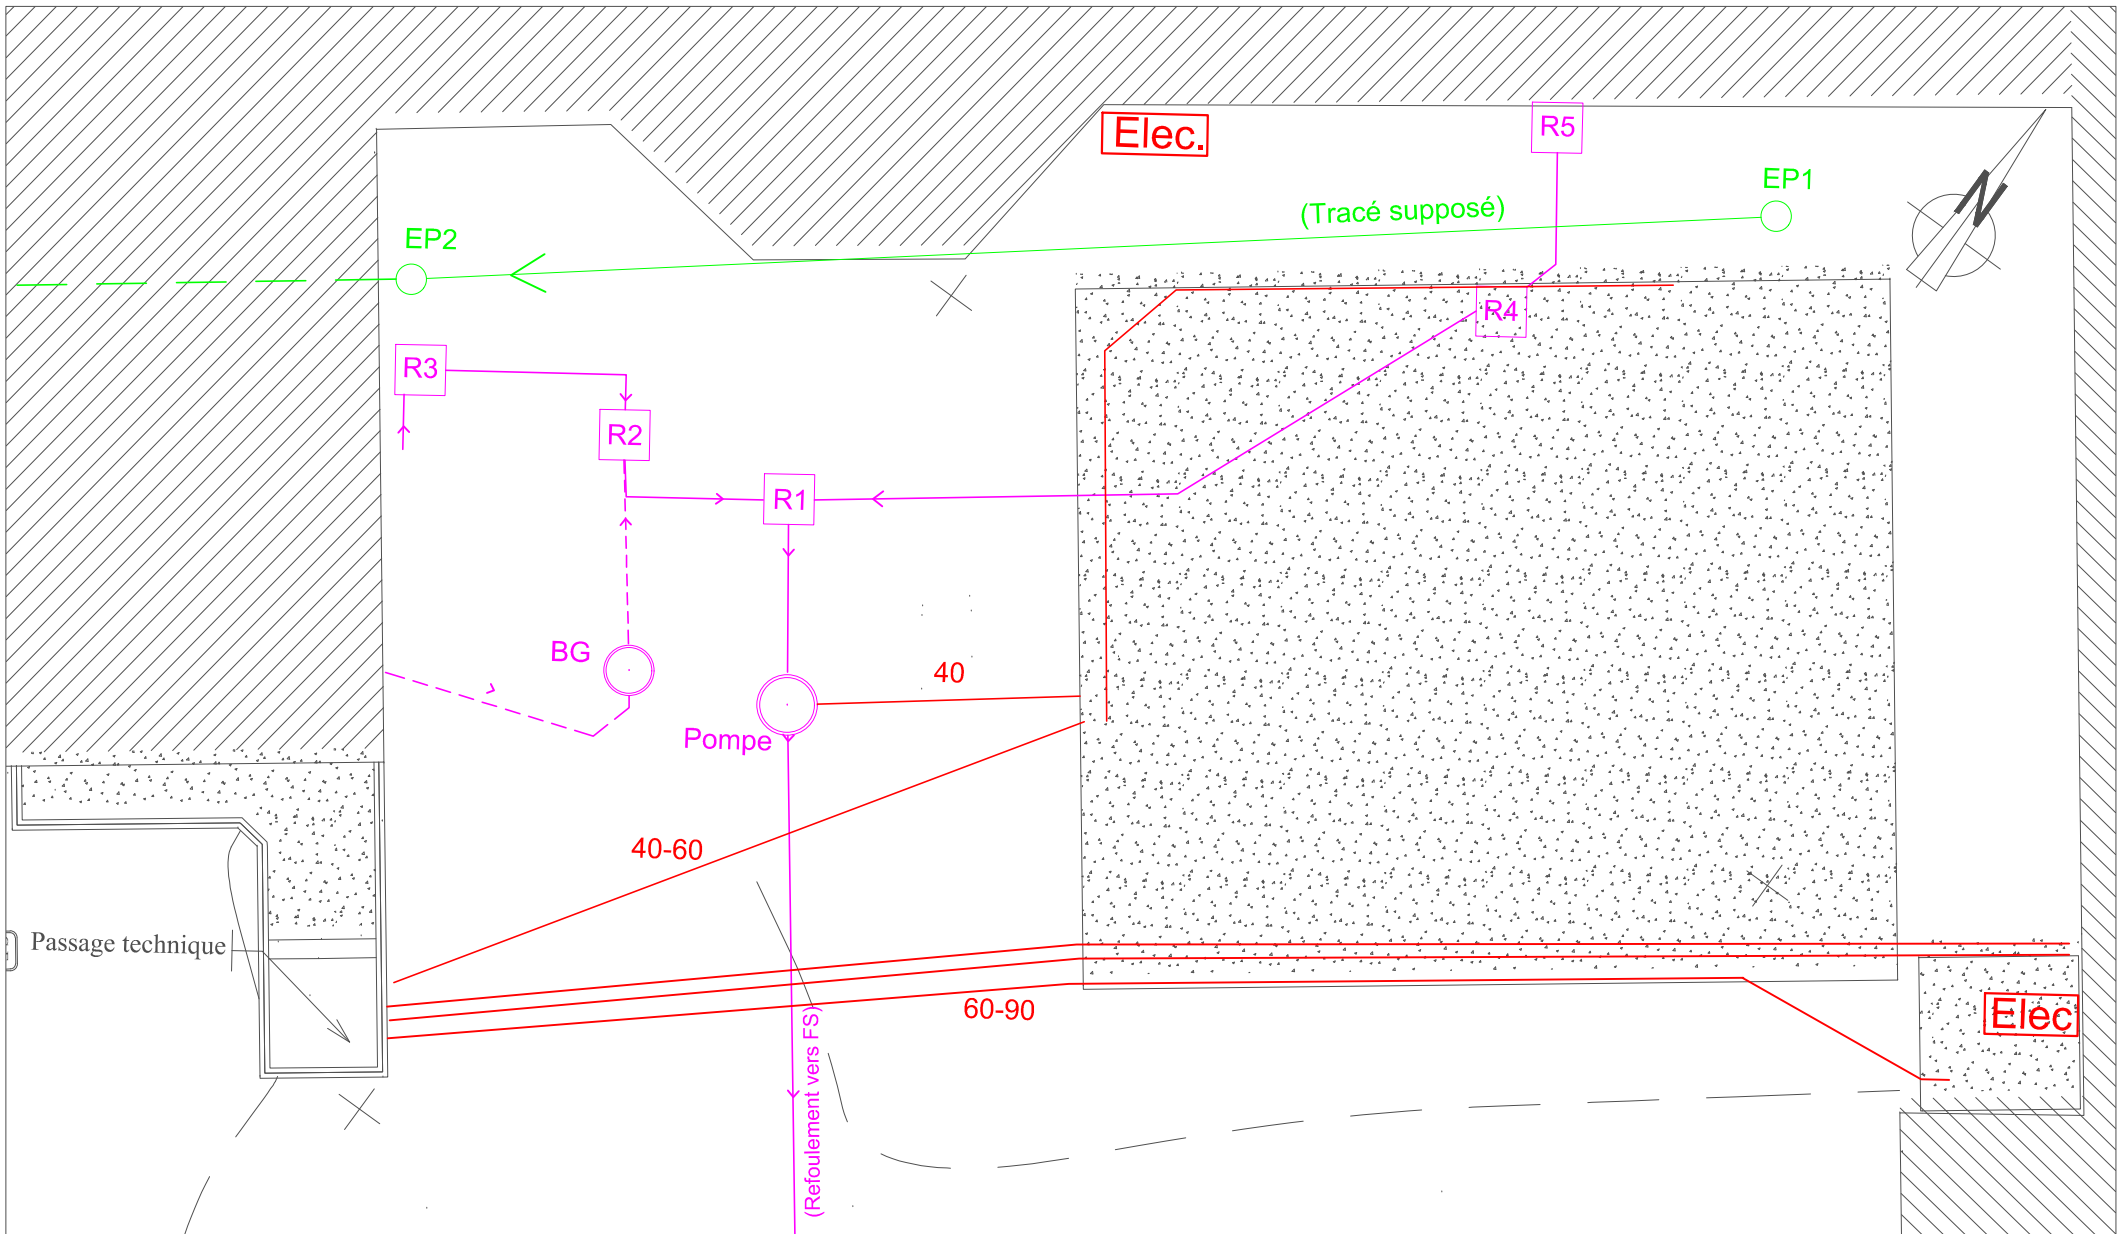 Elec.
R5
EP1
N
(Tracé supposé)
EP2
R4
R3
R2
R1
BG
40
Pompe
40-60
Passage technique
60-90
Elec
(Refoulement vers FS)